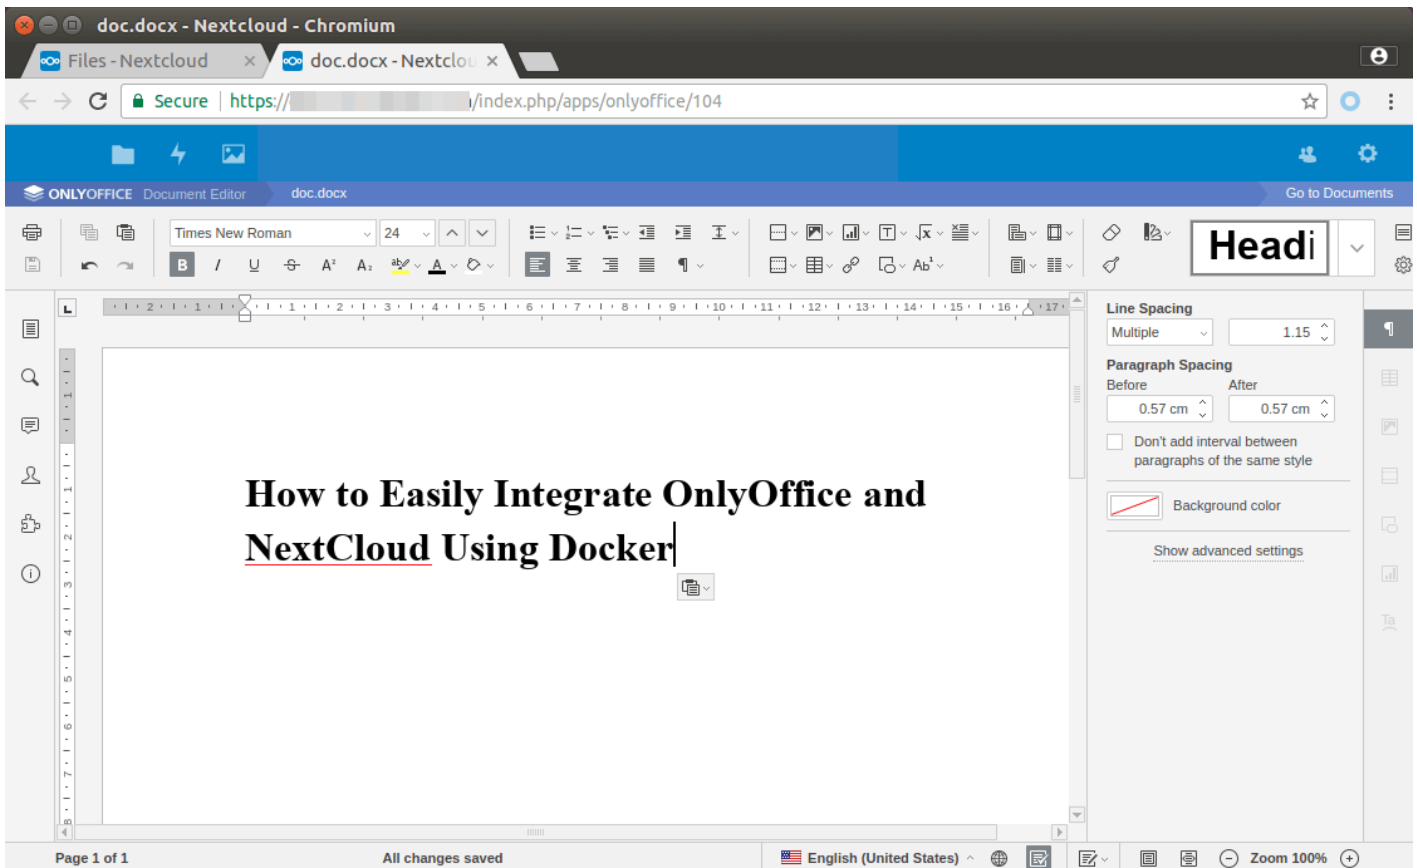 doc.docx - Nextcloud - Chromium
Files - Nextcloud
doc.docx - Nextclou
Secure
https://
/index.php/apps/onlyoffice/104
ONLYOFFICE Document Editor
doc.docx
Go to Documents
Times New Roman
24
Headi
Line Spacing
Multiple
1.15
Paragraph Spacing
Before
After
0.57 cm
0.57 cm
Don't add interval between
paragraphs of the same style
Background color
Show advanced settings
How to Easily Integrate OnlyOffice and
NextCloud Using Docker
Page 1 of 1
All changes saved
English (United States)
Zoom 100%